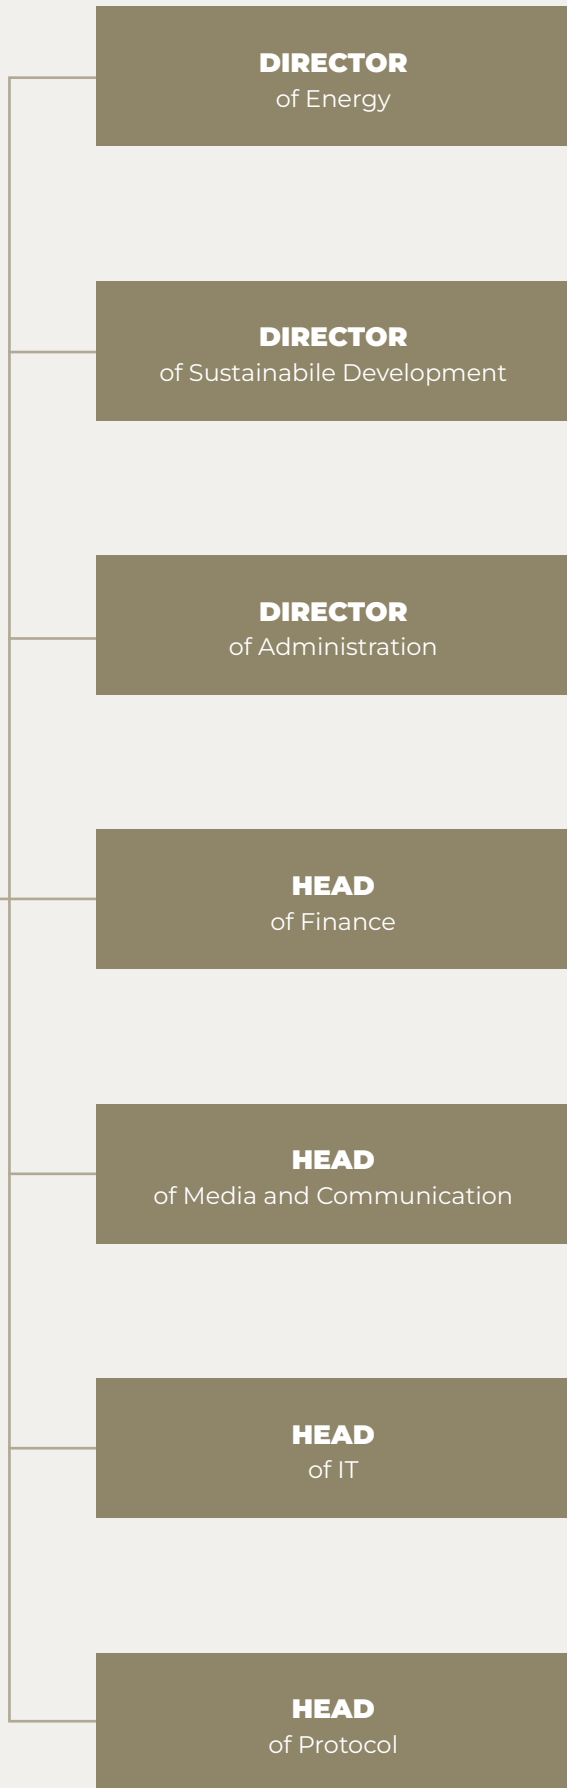 DIRECTOR
of Energy
DIRECTOR
of Sustainabile Development
DIRECTOR
of Administration
HEAD
of Finance
HEAD
of Media and Communication
HEAD
of IT
HEAD
of Protocol